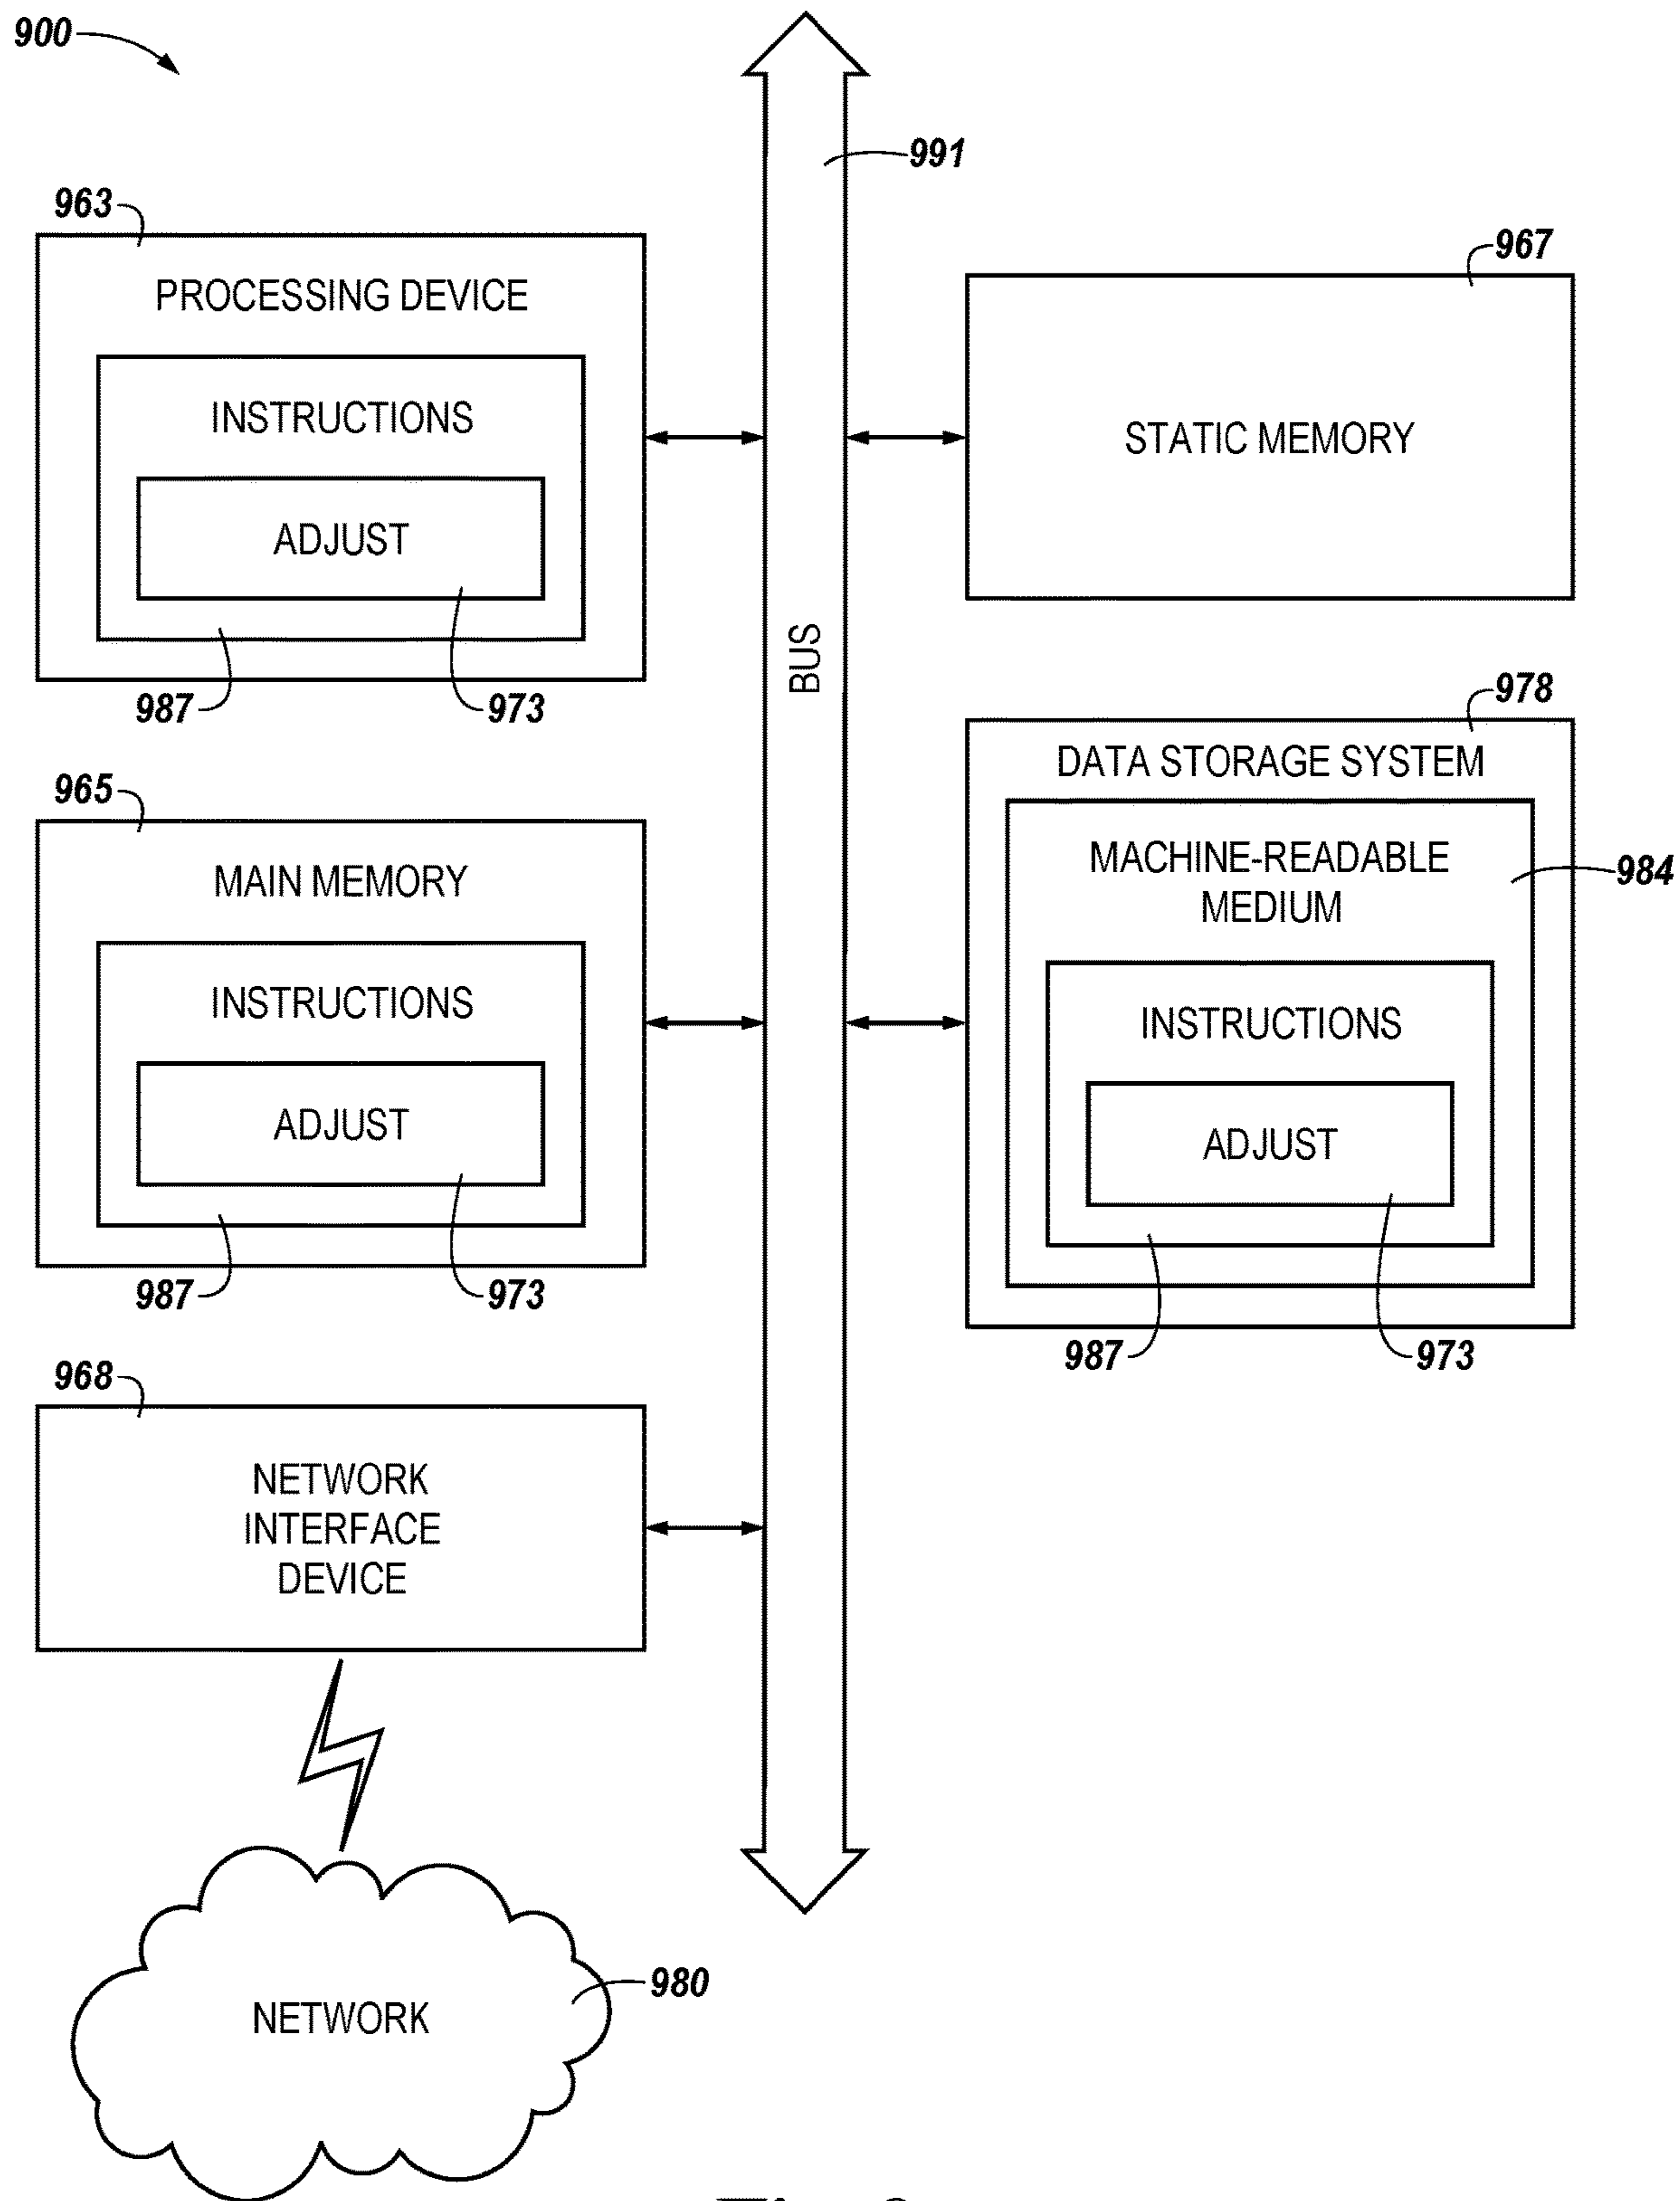 900
991
963
PROCESSING DEVICE
INSTRUCTIONS
ADJUST
987
973
967
STATIC MEMORY
BUS
965
MAIN MEMORY
INSTRUCTIONS
ADJUST
987
973
978
DATA STORAGE SYSTEM
MACHINE-READABLE
MEDIUM
984
INSTRUCTIONS
ADJUST
987
973
968
NETWORK
INTERFACE
DEVICE
NETWORK
980